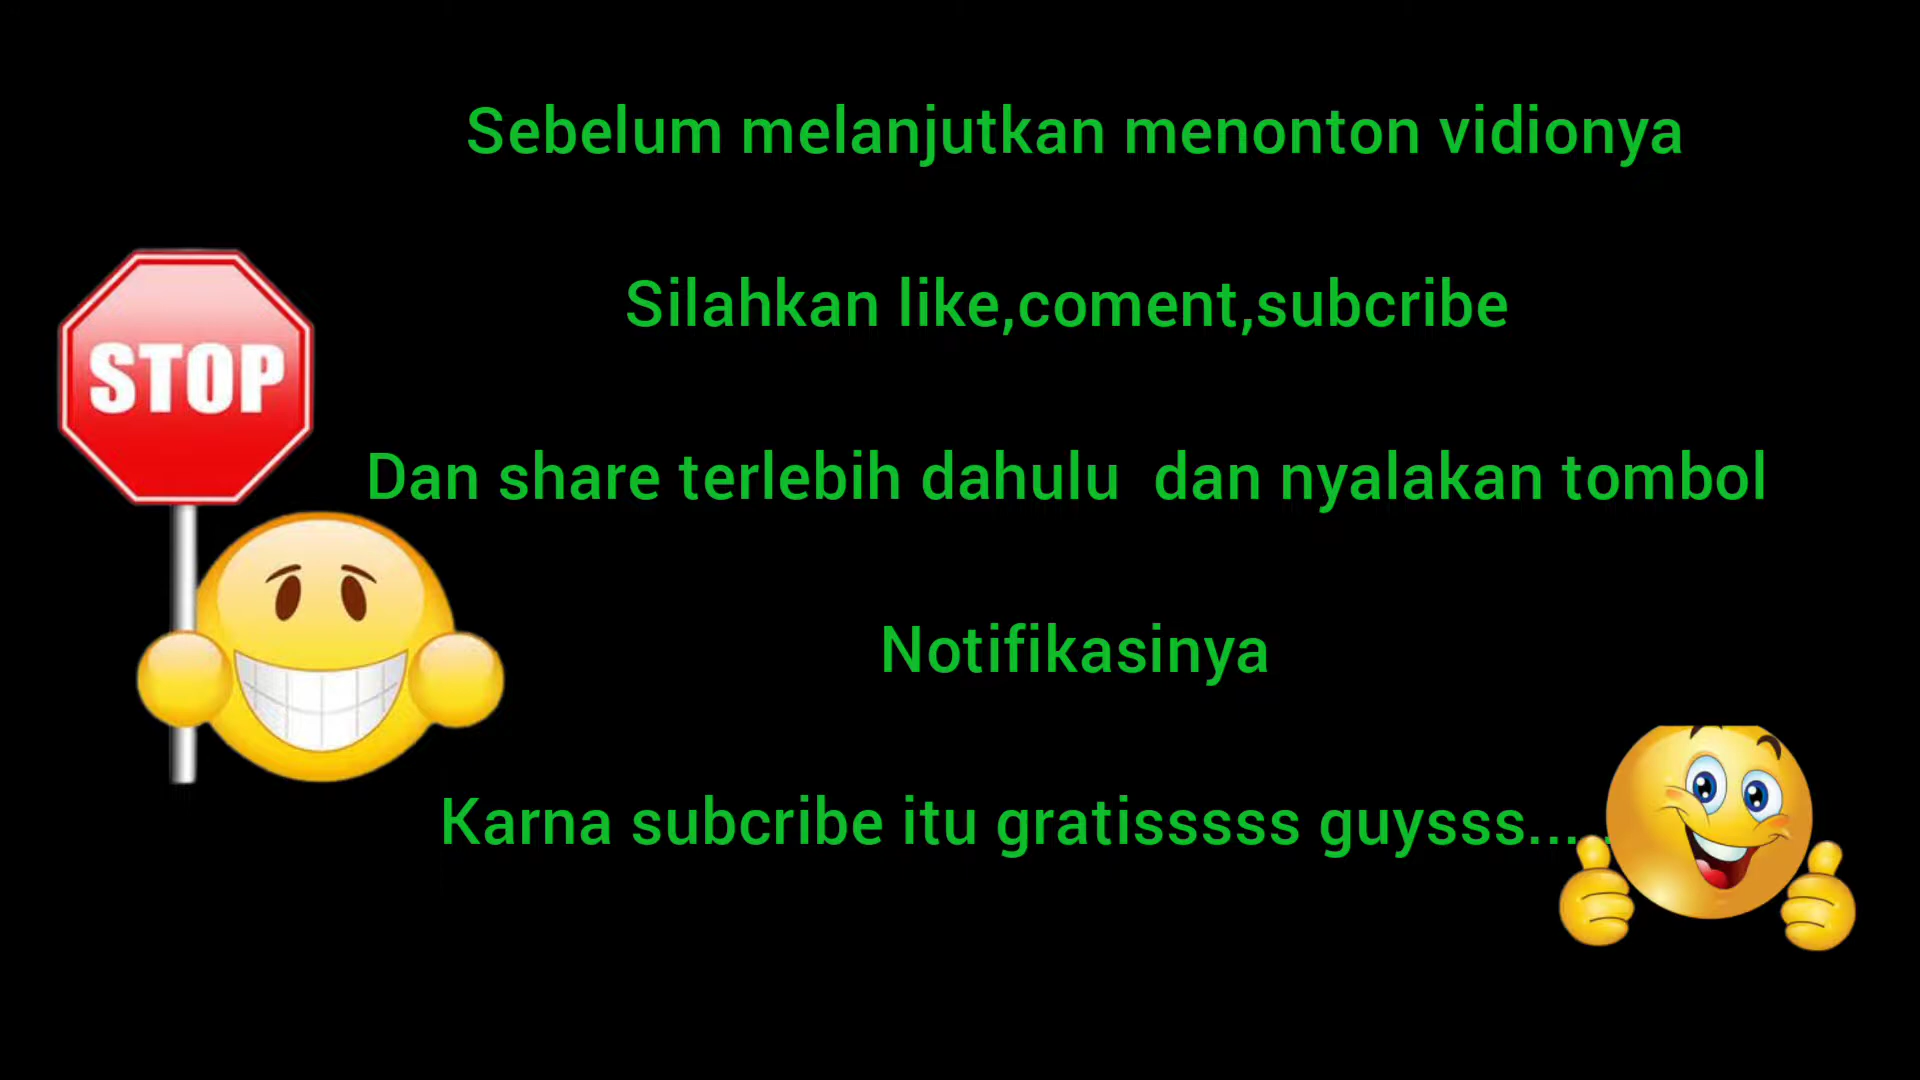 Sebelum melanjutkan menonton vidionya
Silahkan like,coment,subcribe
STOP
Dan share terlebih dahulu  dan nyalakan tombol
Notifikasinya
Karna subcribe itu gratisssss guysss.....